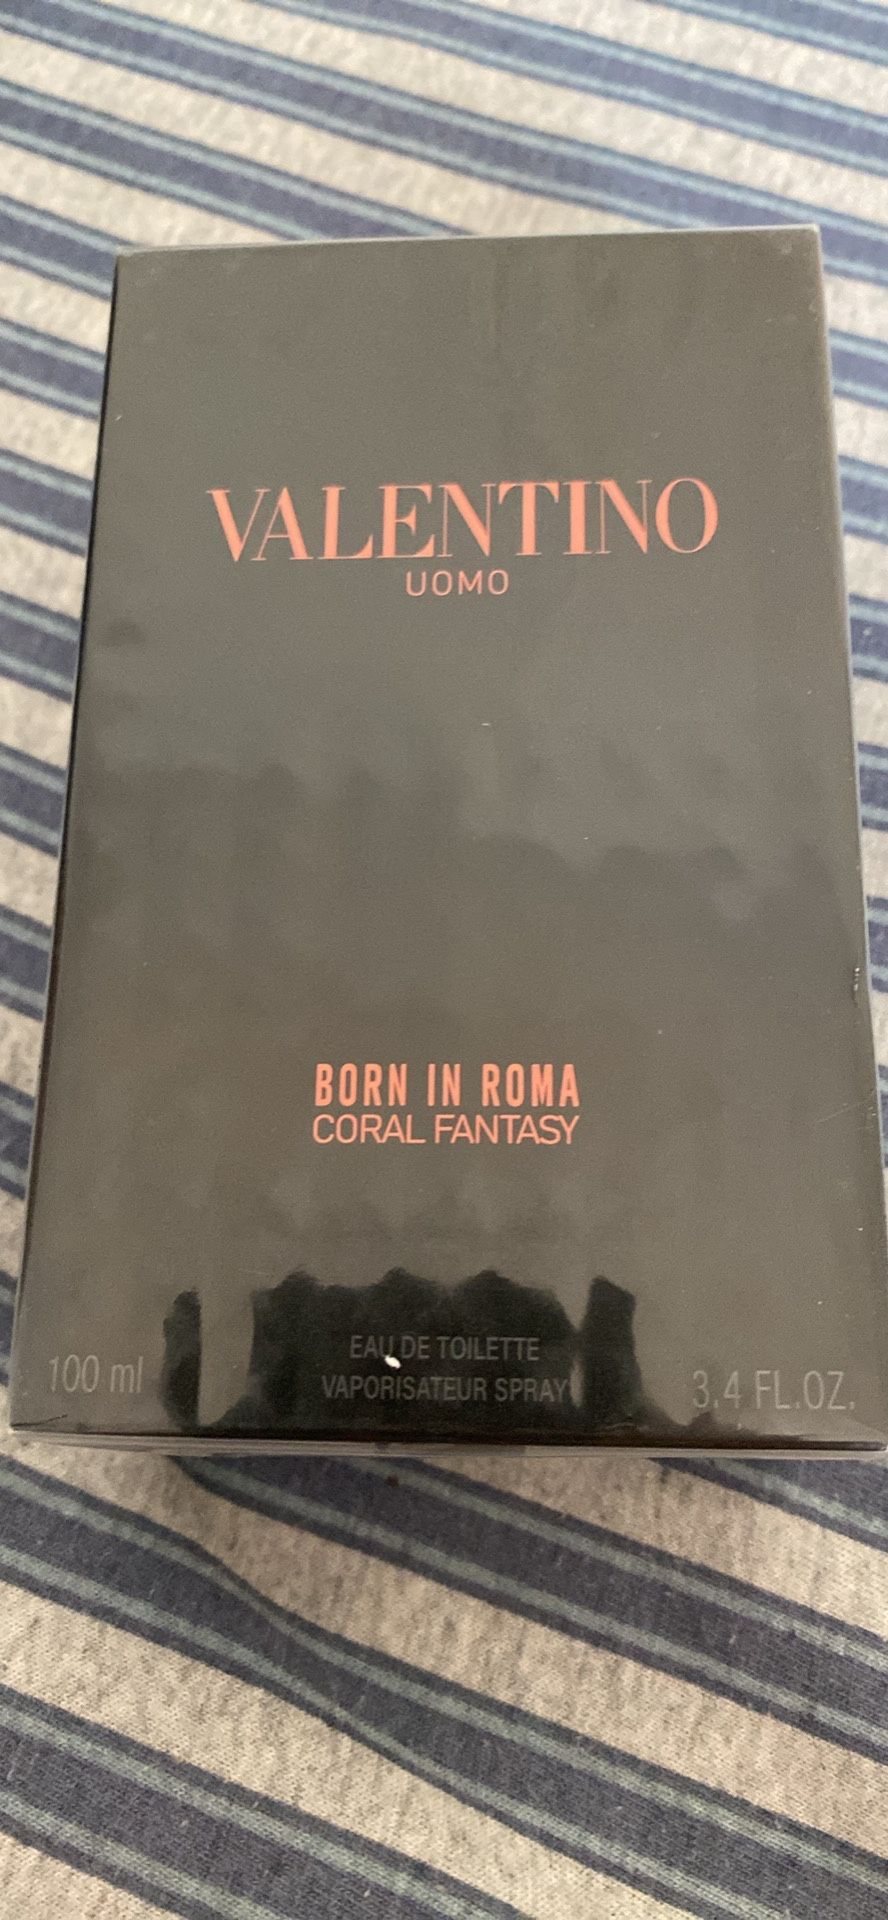 VALENTINO
UOMO
BORN IN ROMA
CORAL FANTASY
EAU DE TOILETTE
100 ml VAPORISATEUR SPRAY 3.4 FL.OZ.